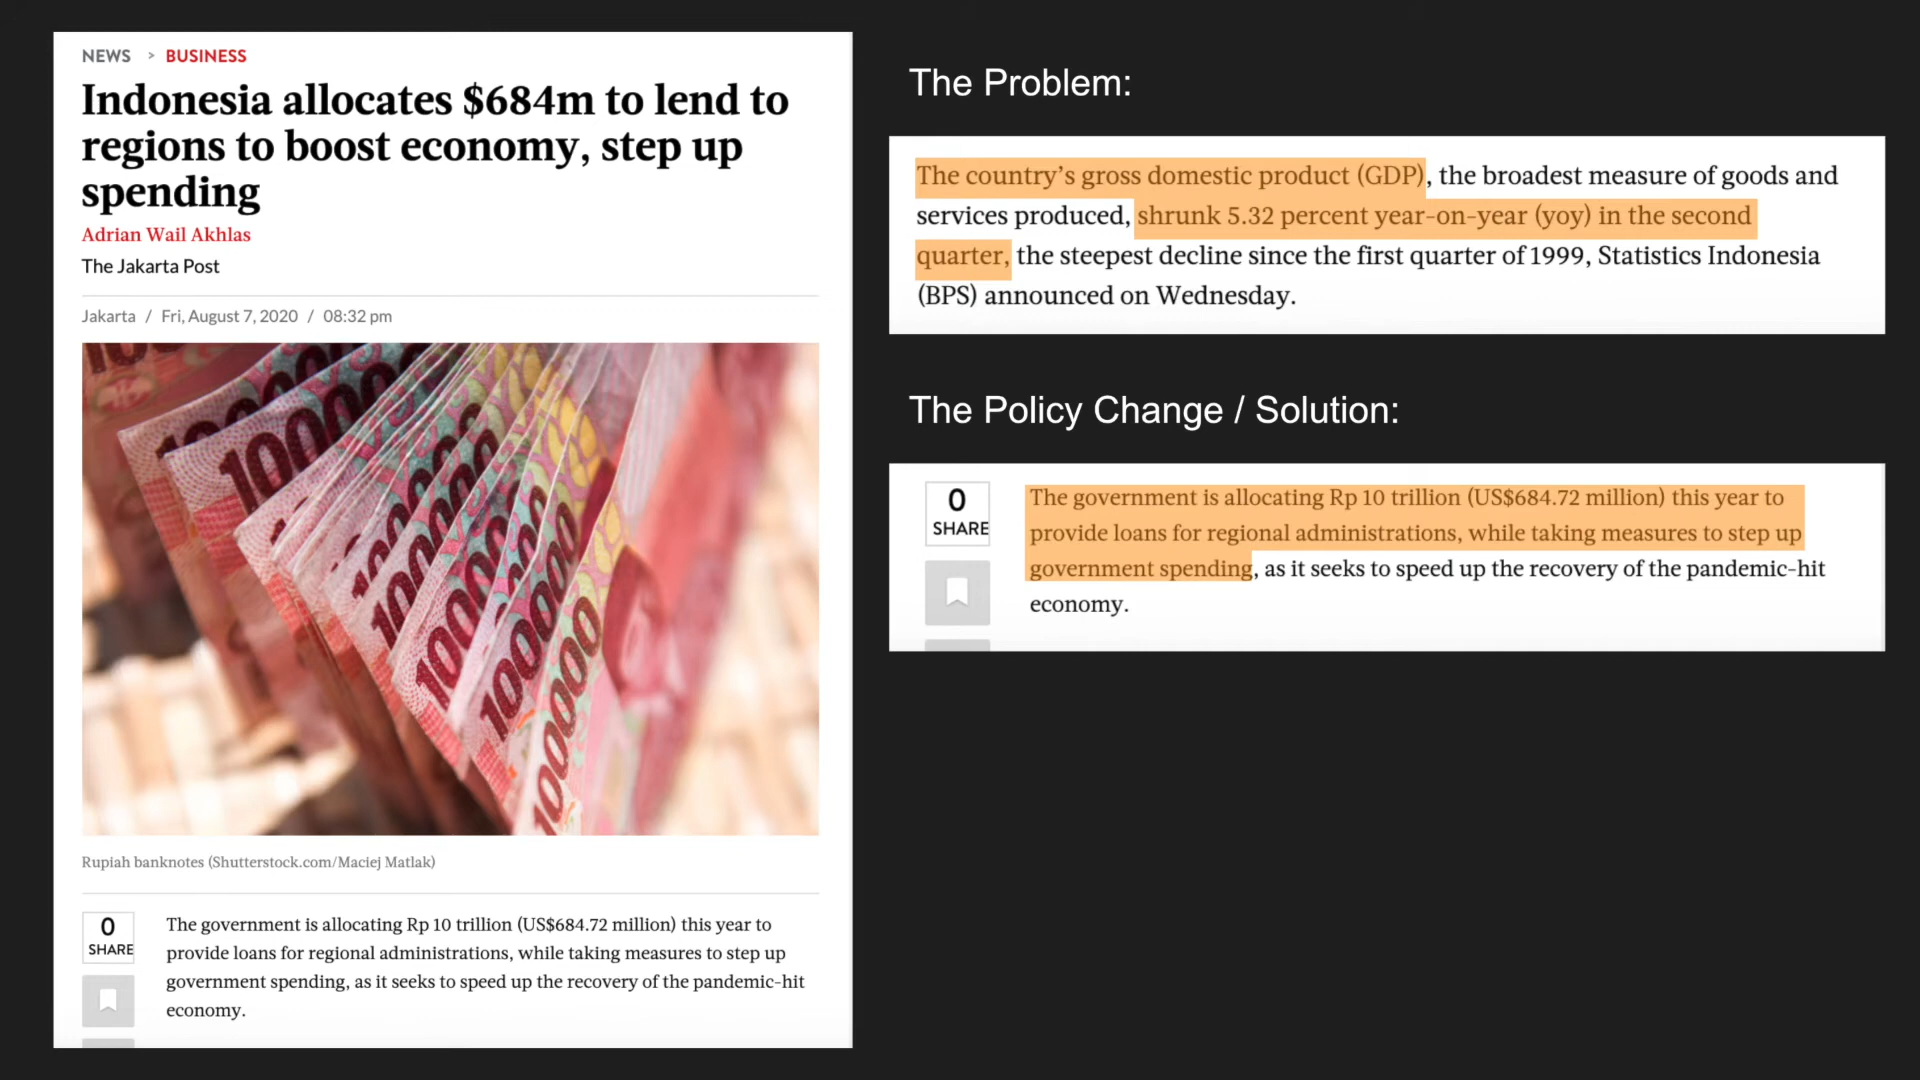 NEWS > BUSINESS
Indonesia allocates $684m to lend to
regions to boost economy, step up
spending
Adrian Wail Akhlas
The Jakarta Post
Jakarta / Fri, August 7, 2020 / 08:32 pm
Rupiah banknotes (Shutterstock.com/Maciej Matlak)
0
SHARE
The government is allocating Rp 10 trillion (US$684.72 million) this year to
provide loans for regional administrations, while taking measures to step up
government spending, as it seeks to speed up the recovery of the pandemic-hit
economy.
The Problem:
The country’s gross domestic product (GDP), the broadest measure of goods and
services produced, shrunk 5.32 percent year-on-year (yoy) in the second
quarter, the steepest decline since the first quarter of 1999, Statistics Indonesia
(BPS) announced on Wednesday.
The Policy Change / Solution:
0
SHARE
The government is allocating Rp 10 trillion (US$684.72 million) this year to
provide loans for regional administrations, while taking measures to step up
government spending, as it seeks to speed up the recovery of the pandemic-hit
economy.